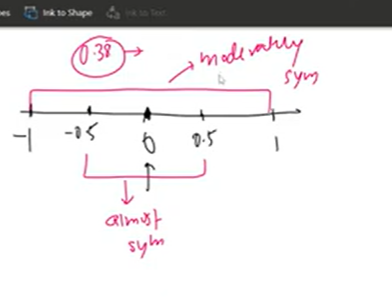 Ink to Shape
Ink to Text
0.38
moderately
sym
-1
-0.5
0
0.5
1
almost
sym